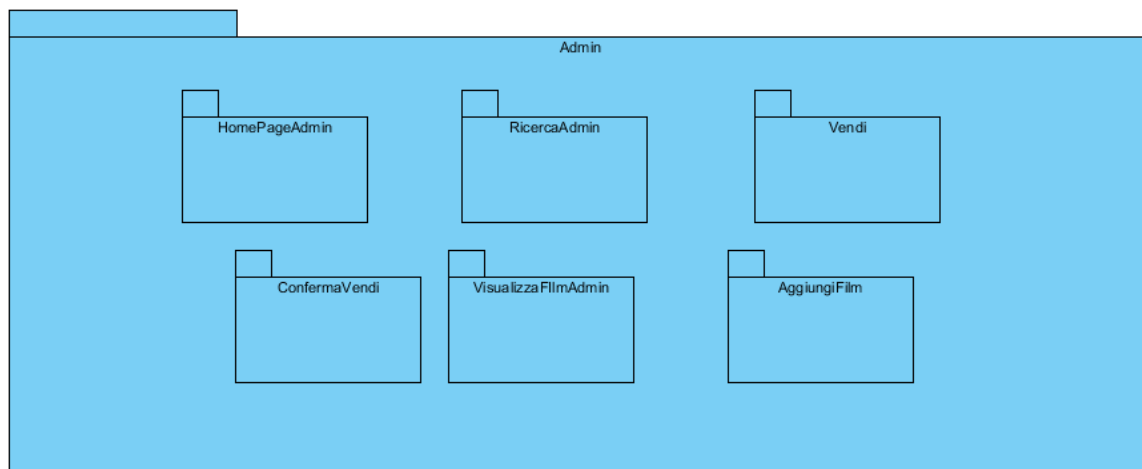 Admin
HomePageAdmin
RicercaAdmin
Vendi
ConfermaVendi
VisualizzaFIlmAdmin
AggiungiFilm